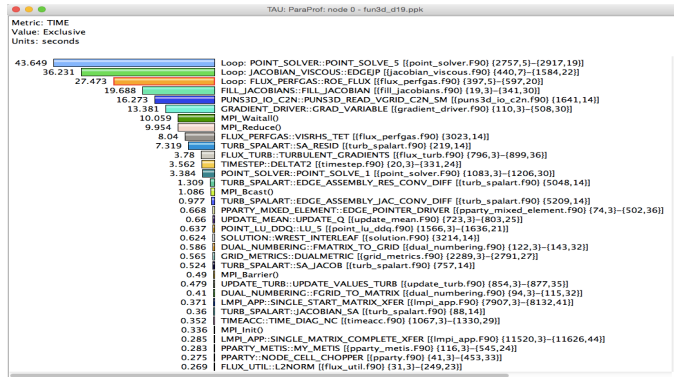 TAU: ParaProf: node 0 – fun3d_d19.ppk
Metric: TIME
Value: Exclusive
Units: seconds
43.649 Loop: POINT_SOLVER::POINT_SOLVE_5 [{point_solver.f90} {2757,5}–{2917,19}]
36.231 Loop: JACOBIAN_VISCOUS::EDGEJP [{jacobian_viscous.f90} {440,7}–{1584,22}]
27.473 Loop: FLUX_PERFGAS::ROE_FLUX [{flux_perfgas.f90} {397,5}–{597,20}]
19.688 FILL_JACOBIANS::FILL_JACOBIAN [{fill_jacobians.f90} {19,3}–{341,30}]
16.273 PUNS3D_IO_C2N::PUNS3D_READ_VGRID_C2N_SM [{puns3d_io_c2n.f90} {1641,14}]
13.381 GRADIENT_DRIVER::GRAD_VARIABLE [{gradient_driver.f90} {110,3}–{508,30}]
10.059 MPI_Waitall()
9.954 MPI_Reduce()
8.04 FLUX_PERFGAS::VISRHS_TET [{flux_perfgas.f90} {3023,14}]
7.319 TURB_SPALART::SA_RESID [{turb_spalart.f90} {219,14}]
3.78 FLUX_TURB::TURBULENT_GRADIENTS [{flux_turb.f90} {796,3}–{899,36}]
3.562 TIMESTEP::DELTAT2 [{timestep.f90} {20,3}–{331,24}]
3.384 POINT_SOLVER::POINT_SOLVE_1 [{point_solver.f90} {1083,3}–{1206,30}]
1.309 TURB_SPALART::EDGE_ASSEMBLY_RES_CONV_DIFF [{turb_spalart.f90} {5048,14}]
1.086 MPI_Bcast()
0.977 TURB_SPALART::EDGE_ASSEMBLY_JAC_CONV_DIFF [{turb_spalart.f90} {5209,14}]
0.668 PPARTY_MIXED_ELEMENT::EDGE_POINTER_DRIVER [{pparty_mixed_element.f90} {74,3}–{502,36}]
0.66 UPDATE_MEAN::UPDATE_Q [{update_mean.f90} {723,3}–{803,25}]
0.637 POINT_LU_DDQ::LU_5 [{point_lu_ddq.f90} {1566,3}–{1636,21}]
0.624 SOLUTION::WREST_INTERLEAF [{solution.f90} {3214,14}]
0.586 DUAL_NUMBERING::FMATRIX_TO_GRID [{dual_numbering.f90} {122,3}–{143,32}]
0.565 GRID_METRICS::DUALMETRIC [{grid_metrics.f90} {2289,3}–{2791,27}]
0.524 TURB_SPALART::SA_JACOB [{turb_spalart.f90} {757,14}]
0.49 MPI_Barrier()
0.479 UPDATE_TURB::UPDATE_VALUES_TURB [{update_turb.f90} {854,3}–{877,35}]
0.41 DUAL_NUMBERING::FGRID_TO_MATRIX [{dual_numbering.f90} {94,3}–{115,32}]
0.371 LMPI_APP::SINGLE_START_MATRIX_XFER [{lmpi_app.F90} {7907,3}–{8132,41}]
0.36 TURB_SPALART::JACOBIAN_SA [{turb_spalart.f90} {88,14}]
0.352 TIMEACC::TIME_DIAG_NC [{timeacc.f90} {1067,3}–{1330,29}]
0.336 MPI_Init()
0.285 LMPI_APP::SINGLE_MATRIX_COMPLETE_XFER [{lmpi_app.F90} {11520,3}–{11626,44}]
0.283 PPARTY_METIS::MY_METIS [{pparty_metis.F90} {116,3}–{545,24}]
0.275 PPARTY::NODE_CELL_CHOPPER [{pparty.f90} {41,3}–{453,33}]
0.269 FLUX_UTIL::L2NORM [{flux_util.f90} {31,3}–{249,23}]